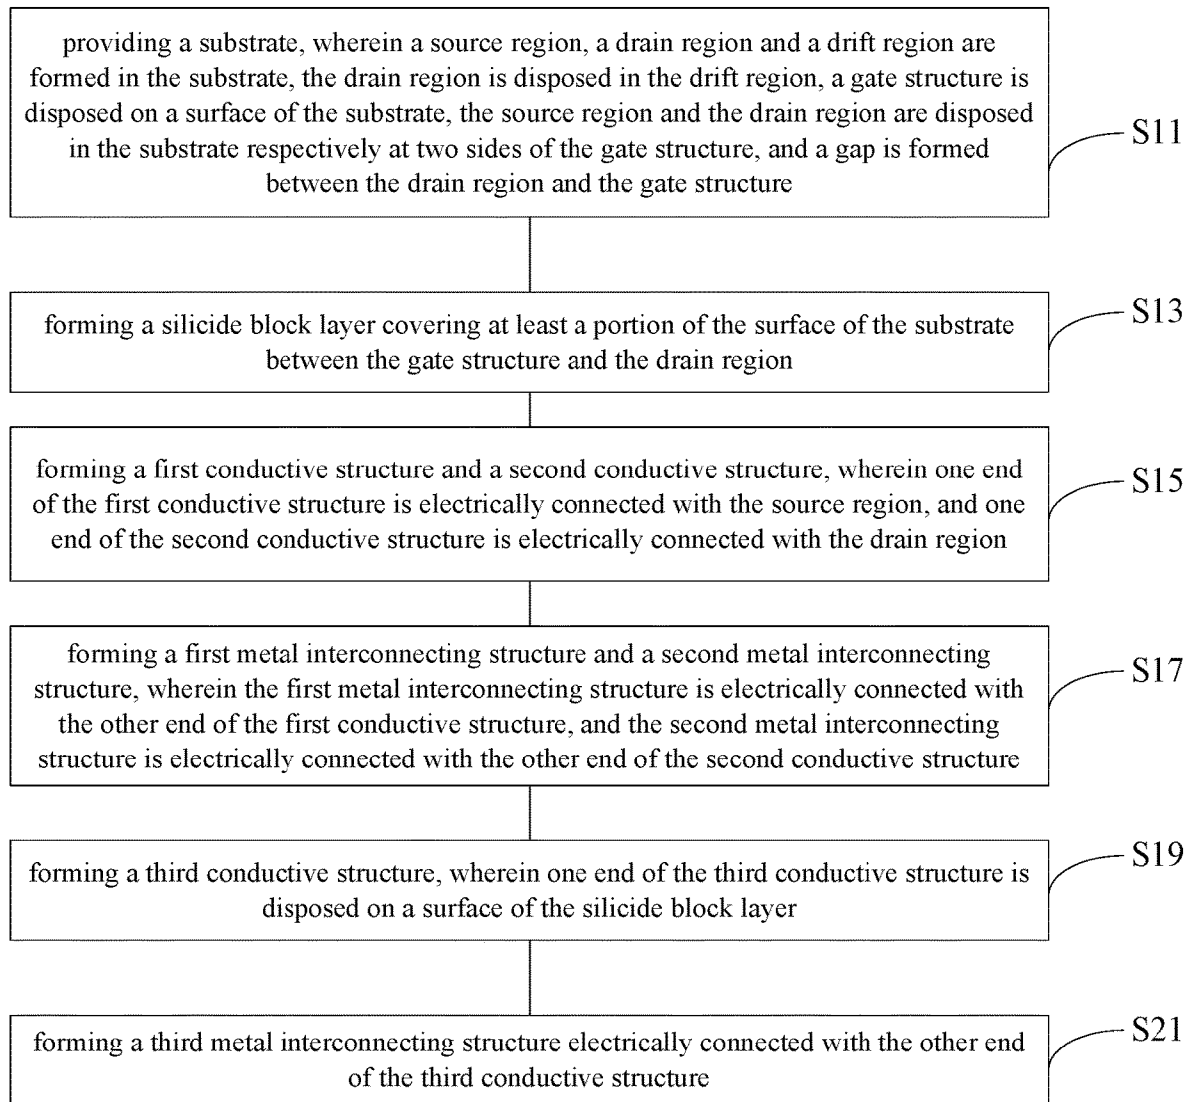 providing a substrate, wherein a source region, a drain region and a drift region are
formed in the substrate, the drain region is disposed in the drift region, a gate structure is
disposed on a surface of the substrate, the source region and the drain region are disposed
in the substrate respectively at two sides of the gate structure, and a gap is formed
between the drain region and the gate structure
S11
forming a silicide block layer covering at least a portion of the surface of the substrate
between the gate structure and the drain region
S13
forming a first conductive structure and a second conductive structure, wherein one end
of the first conductive structure is electrically connected with the source region, and one
end of the second conductive structure is electrically connected with the drain region
S15
forming a first metal interconnecting structure and a second metal interconnecting
structure, wherein the first metal interconnecting structure is electrically connected with
the other end of the first conductive structure, and the second metal interconnecting
structure is electrically connected with the other end of the second conductive structure
S17
forming a third conductive structure, wherein one end of the third conductive structure is
disposed on a surface of the silicide block layer
S19
forming a third metal interconnecting structure electrically connected with the other end
of the third conductive structure
S21